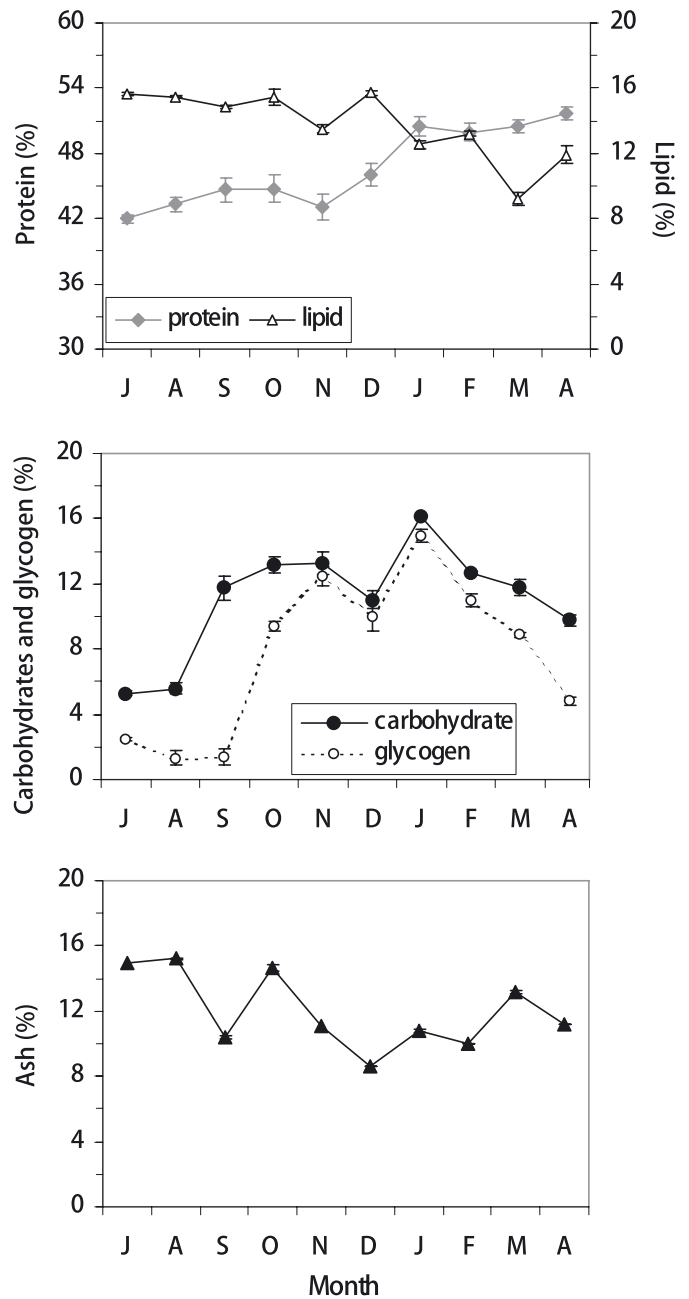 60
54
48
42
36
30
Protein (%)
20
16
12
8
4
0
Lipid (%)
protein lipid
J A S O N D J F M A
20
16
12
8
4
0
Carbohydrates and glycogen (%)
carbohydrate
glycogen
J A S O N D J F M A
20
16
12
8
4
0
Ash (%)
J A S O N D J F M A
Month